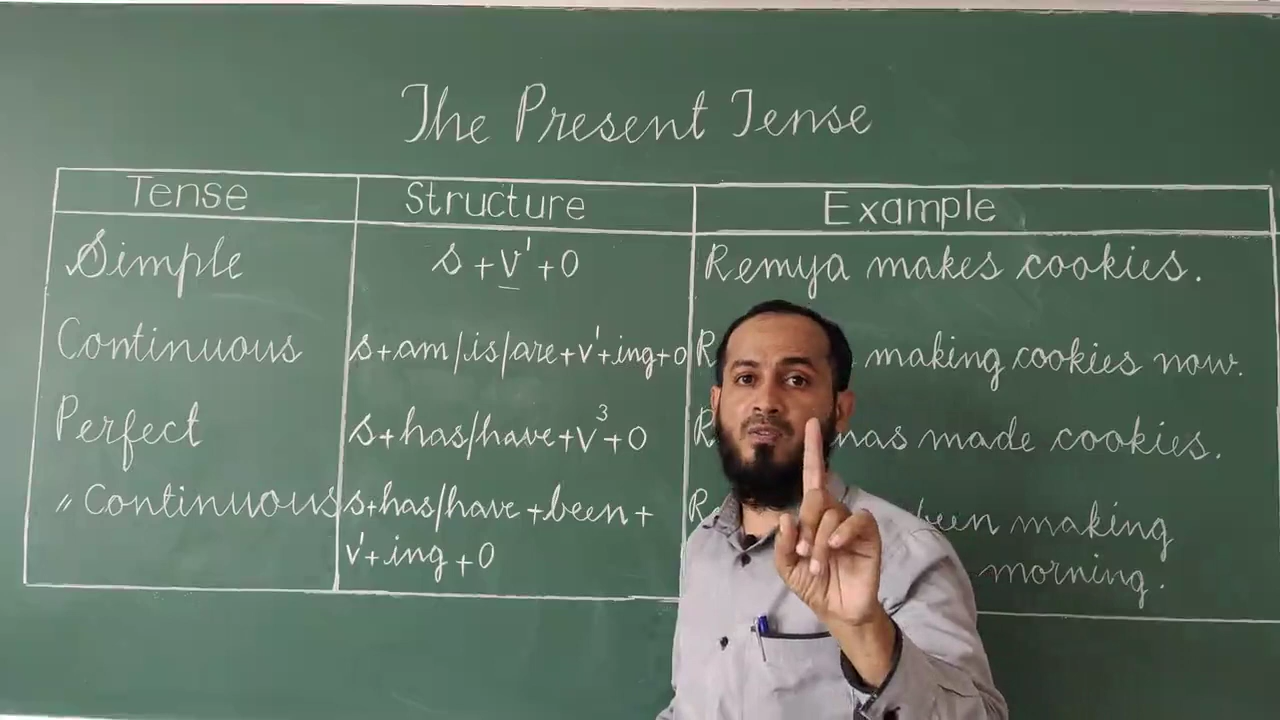 The Present Tense
Tense Structure Example
Simple s + v¹ + o Remya makes cookies.
Continuous s+am/is/are+v¹+ing+o making cookies now.
Perfect s+has/have+v³+o has made cookies.
〃 Continuous s+has/have+been+ been making
v¹+ing+o morning.